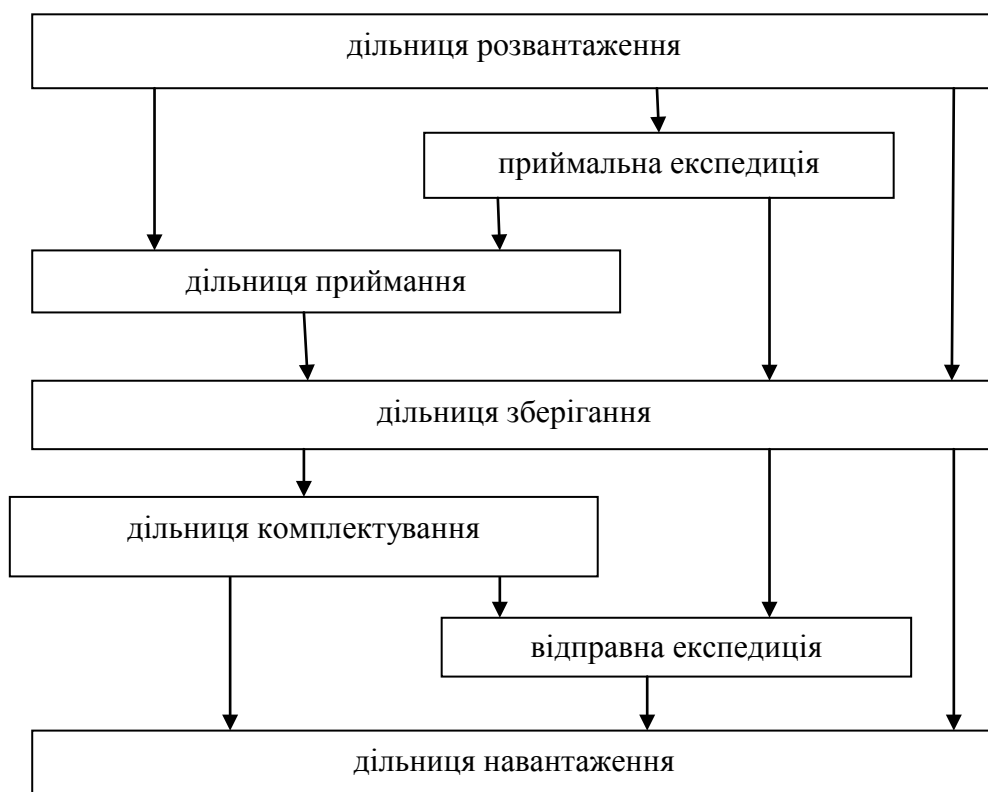 дільниця розвантаження
приймальна експедиція
дільниця приймання
дільниця зберігання
дільниця комплектування
відправна експедиція
дільниця навантаження